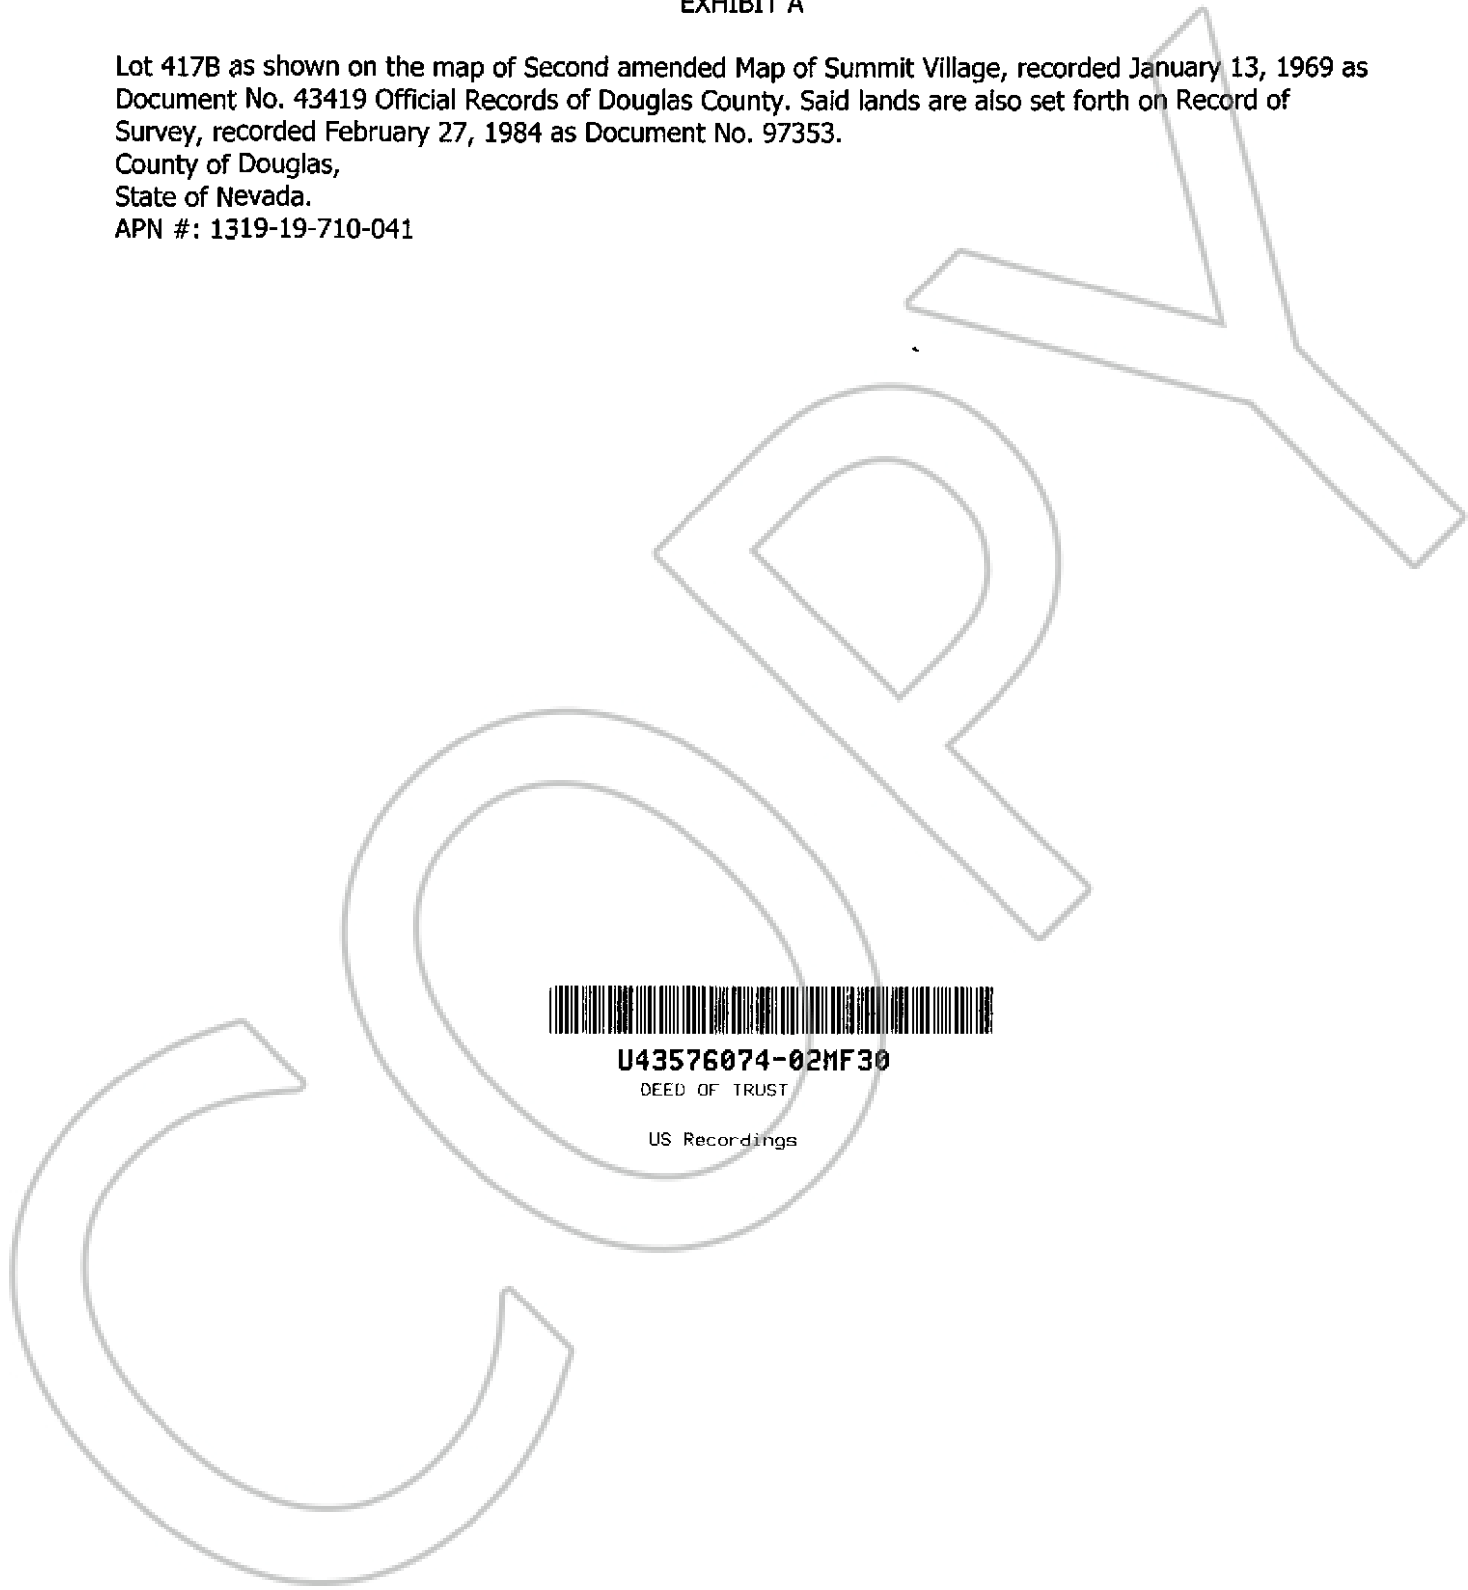 EXHIBIT A
Lot 417B as shown on the map of Second amended Map of Summit Village, recorded January 13, 1969 as
Document No. 43419 Official Records of Douglas County. Said lands are also set forth on Record of
Survey, recorded February 27, 1984 as Document No. 97353.
County of Douglas,
State of Nevada.
APN #: 1319-19-710-041
COPY
U43576074-02MF30
DEED OF TRUST
US Recordings